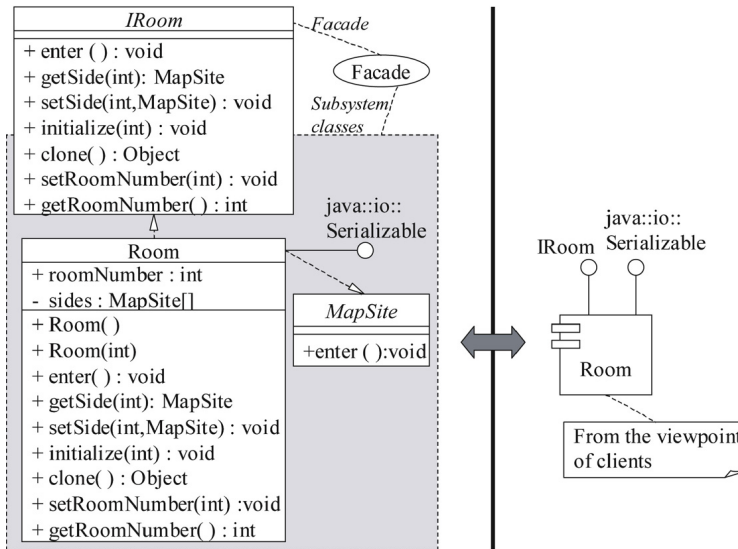 IRoom
+ enter ( ) : void
+ getSide(int): MapSite
+ setSide(int,MapSite) : void
+ initialize(int) : void
+ clone( ) : Object
+ setRoomNumber(int) : void
+ getRoomNumber( ) : int
Facade
Facade
Subsystem
classes
Room
+ roomNumber : int
- sides : MapSite[]
+ Room( )
+ Room(int)
+ enter( ) : void
+ getSide(int): MapSite
+ setSide(int,MapSite) : void
+ initialize(int) : void
+ clone( ) : Object
+ setRoomNumber(int) :void
+ getRoomNumber( ) : int
java::io::
Serializable
MapSite
+enter ( ):void
IRoom
java::io::
Serializable
Room
From the viewpoint
of clients